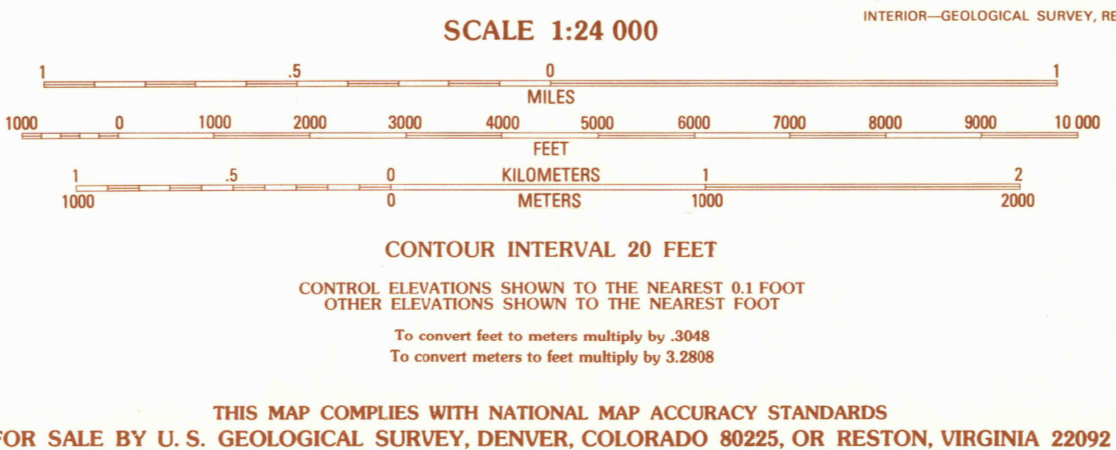 INTERIOR—GEOLOGICAL SURVEY, RE
SCALE 1:24 000
1 .5 0 1
MILES
1000 0 1000 2000 3000 4000 5000 6000 7000 8000 9000 10 000
FEET
1 .5 0 KILOMETERS 1 2
1000 0 METERS 1000 2000
CONTOUR INTERVAL 20 FEET
CONTROL ELEVATIONS SHOWN TO THE NEAREST 0.1 FOOT
OTHER ELEVATIONS SHOWN TO THE NEAREST FOOT
To convert feet to meters multiply by .3048
To convert meters to feet multiply by 3.2808
THIS MAP COMPLIES WITH NATIONAL MAP ACCURACY STANDARDS
FOR SALE BY U. S. GEOLOGICAL SURVEY, DENVER, COLORADO 80225, OR RESTON, VIRGINIA 22092